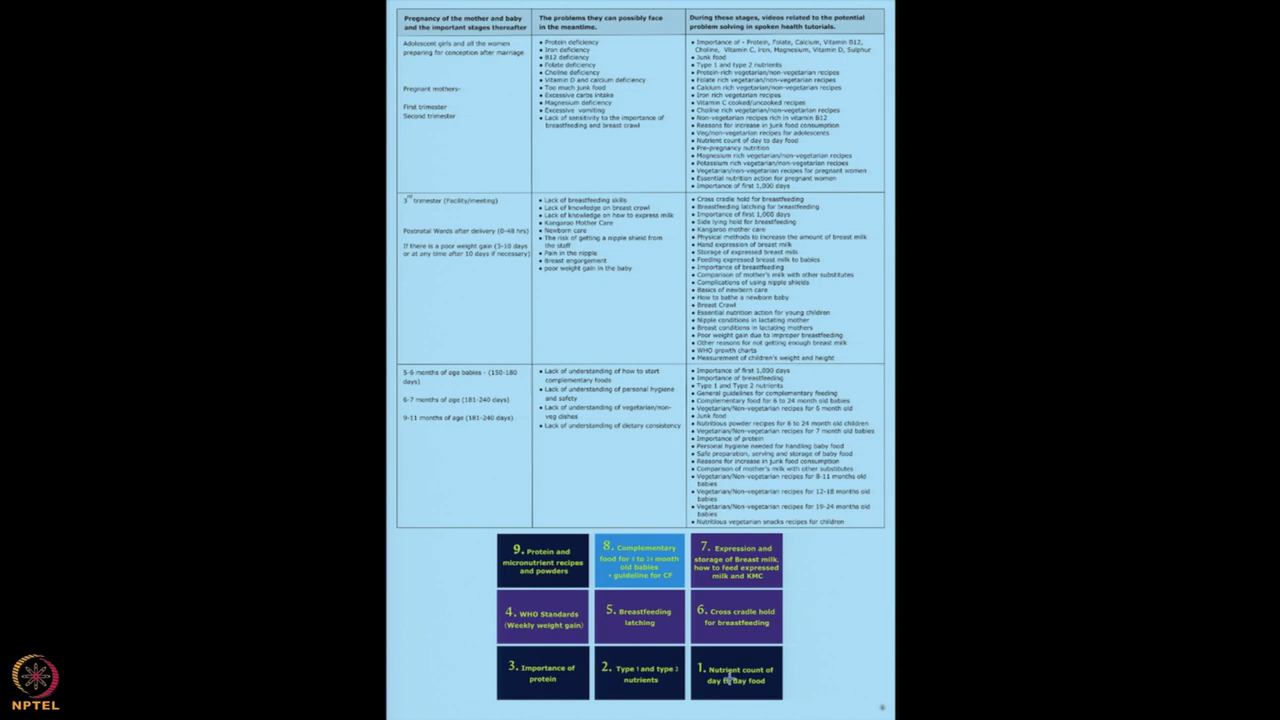 Pregnancy of the mother and baby
and the important stages thereafter
The problems they can possibly face
in the meantime.
During these stages, videos related to the potential
problem solving in spoken health tutorials.
Adolescent girls and all the women
preparing for conception after marriage.
Pregnant mothers-
First trimester
Second trimester
• Protein deficiency
• Iron deficiency
• B12 deficiency
• Folate deficiency
• Choline deficiency
• Vitamin D and calcium deficiency
• Too much junk food
• Excessive carbs intake
• Magnesium deficiency
• Excessive vomiting
• Lack of sensitivity to the importance of
breastfeeding and breast crawl
• Importance of - Protein, Folate, Calcium, Vitamin B12,
Choline, Vitamin C, Iron, Magnesium, Vitamin D, Sulphur
• Junk food
• Type 1 and type 2 nutrients
• Protein-rich vegetarian/non-vegetarian recipes
• Folate rich vegetarian/non-vegetarian recipes
• Calcium rich vegetarian/non-vegetarian recipes
• Iron rich vegetarian recipes
• Vitamin C cooked/uncooked recipes
• Choline rich vegetarian/non-vegetarian recipes
• Non-vegetarian recipes rich in vitamin B12
• Reasons for increase in junk food consumption
• Veg/non-vegetarian recipes for adolescents
• Nutrient count of day to day food
• Pre-pregnancy nutrition
• Magnesium rich vegetarian/non-vegetarian recipes
• Potassium rich vegetarian/non-vegetarian recipes
• Vegetarian/non-vegetarian recipes for pregnant women
• Essential nutrition action for pregnant women
• Importance of first 1,000 days
3rd trimester (Facility/meeting)
Postnatal Wards after delivery (0-48 hrs)
If there is a poor weight gain (3-10 days
or at any time after 10 days if necessary)
• Lack of breastfeeding skills
• Lack of knowledge on breast crawl
• Lack of knowledge on how to express milk
• Kangaroo Mother Care
• Newborn care
• The risk of getting a nipple shield from
the staff
• Pain in the nipple
• Breast engorgement
• poor weight gain in the baby
• Cross cradle hold for breastfeeding
• Breastfeeding latching for breastfeeding
• Importance of first 1,000 days
• Side lying hold for breastfeeding
• Kangaroo mother care
• Physical methods to increase the amount of breast milk
• Hand expression of breast milk
• Storage of expressed breast milk
• Feeding expressed breast milk to babies
• Importance of breastfeeding
• Comparison of mother's milk with other substitutes
• Complications of using nipple shields
• Basics of newborn care
• How to bathe a newborn baby
• Breast Crawl
• Essential nutrition action for young children
• Nipple conditions in lactating mother
• Breast conditions in lactating mothers
• Poor weight gain due to improper breastfeeding
• Other reasons for not getting enough breast milk
• WHO growth charts
• Measurement of children's weight and height
5-6 months of age babies - (150-180
days)
6-7 months of age (181-240 days)
9-11 months of age (181-240 days)
• Lack of understanding of how to start
complementary foods
• Lack of understanding of personal hygiene
and safety
• Lack of understanding of vegetarian/non-
veg dishes
• Lack of understanding of dietary consistency
• Importance of first 1,000 days
• Importance of breastfeeding
• Type 1 and Type 2 nutrients
• General guidelines for complementary feeding
• Complementary food for 6 to 24 month old babies
• Vegetarian/Non-vegetarian recipes for 6 month old
• Junk food
• Nutritious powder recipes for 6 to 24 month old children
• Vegetarian/Non-vegetarian recipes for 7 month old babies
• Importance of protein
• Personal hygiene needed for handling baby food
• Safe preparation, serving and storage of baby food
• Reasons for increase in junk food consumption
• Comparison of mother's milk with other substitutes
• Vegetarian/Non-vegetarian recipes for 8-11 months old
babies
• Vegetarian/Non-vegetarian recipes for 12-18 months old
babies
• Vegetarian/Non-vegetarian recipes for 19-24 months old
babies
• Nutritious vegetarian snacks recipes for children
9. Protein and
micronutrient recipes
and powders
8. Complementary
food for 6 to 24 month
old babies
+ guideline for CF
7. Expression and
storage of Breast milk,
how to feed expressed
milk and KMC
4. WHO Standards
(Weekly weight gain)
5. Breastfeeding
latching
6. Cross cradle hold
for breastfeeding
3. Importance of
protein
2. Type 1 and type 2
nutrients
1. Nutrient count of
day to day food
NPTEL